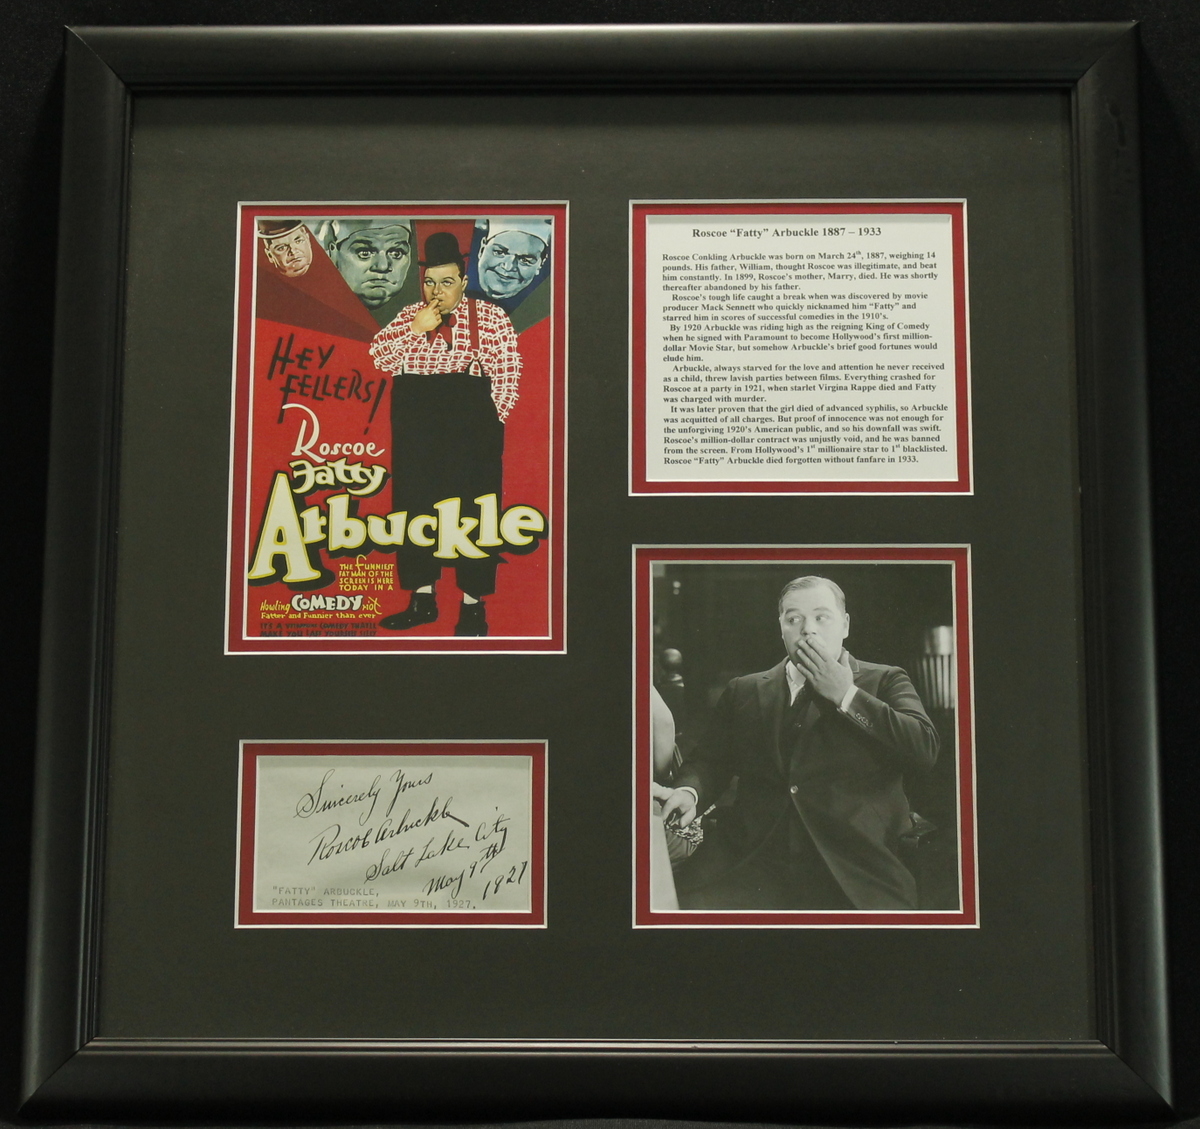 HEY
FELLERS!
Roscoe
Fatty
Arbuckle
THE FUNNIEST
FAT MAN OF THE
SCREEN IS HERE
TODAY IN A
Howling COMEDY riot
Fatter and Funnier than ever
Roscoe “Fatty” Arbuckle 1887 – 1933
Roscoe Conkling Arbuckle was born on March 24th, 1887, weighing 14
pounds. His father, William, thought Roscoe was illegitimate, and beat
him constantly. In 1899, Roscoe's mother, Marry, died. He was shortly
thereafter abandoned by his father.
Roscoe's tough life caught a break when was discovered by movie
producer Mack Sennett who quickly nicknamed him “Fatty” and
starred him in scores of successful comedies in the 1910's.
By 1920 Arbuckle was riding high as the reigning King of Comedy
when he signed with Paramount to become Hollywood's first million-
dollar Movie Star, but somehow Arbuckle's brief good fortunes would
elude him.
Arbuckle, always starved for the love and attention he never received
as a child, threw lavish parties between films. Everything crashed for
Roscoe at a party in 1921, when starlet Virgina Rappe died and Fatty
was charged with murder.
It was later proven that the girl died of advanced syphilis, so Arbuckle
was acquitted of all charges. But proof of innocence was not enough for
the unforgiving 1920's American public, and so his downfall was swift.
Roscoe's million-dollar contract was unjustly void, and he was banned
from the screen. From Hollywood's 1st millionaire star to 1st blacklisted.
Roscoe “Fatty” Arbuckle died forgotten without fanfare in 1933.
Sincerely Yours
Roscoe Arbuckle
Salt Lake City
May 9th
1927
"FATTY" ARBUCKLE,
PANTAGES THEATRE, MAY 9TH, 1927.